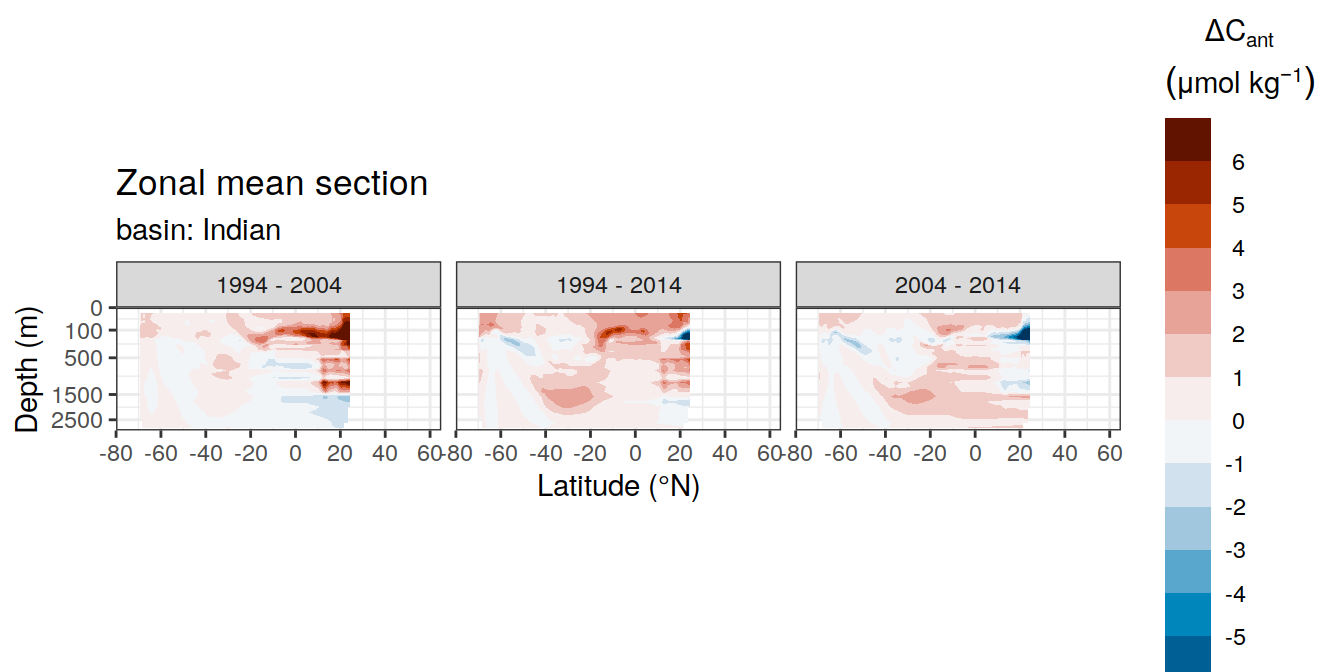 ΔCant
(μmol kg−1)
Zonal mean section
basin: Indian
1994 - 2004 1994 - 2014 2004 - 2014
0
100
500
1500
2500
Depth (m)
-80 -60 -40 -20 0 20 40 60 -80 -60 -40 -20 0 20 40 60 -80 -60 -40 -20 0 20 40 60
Latitude (°N)
6
5
4
3
2
1
0
-1
-2
-3
-4
-5